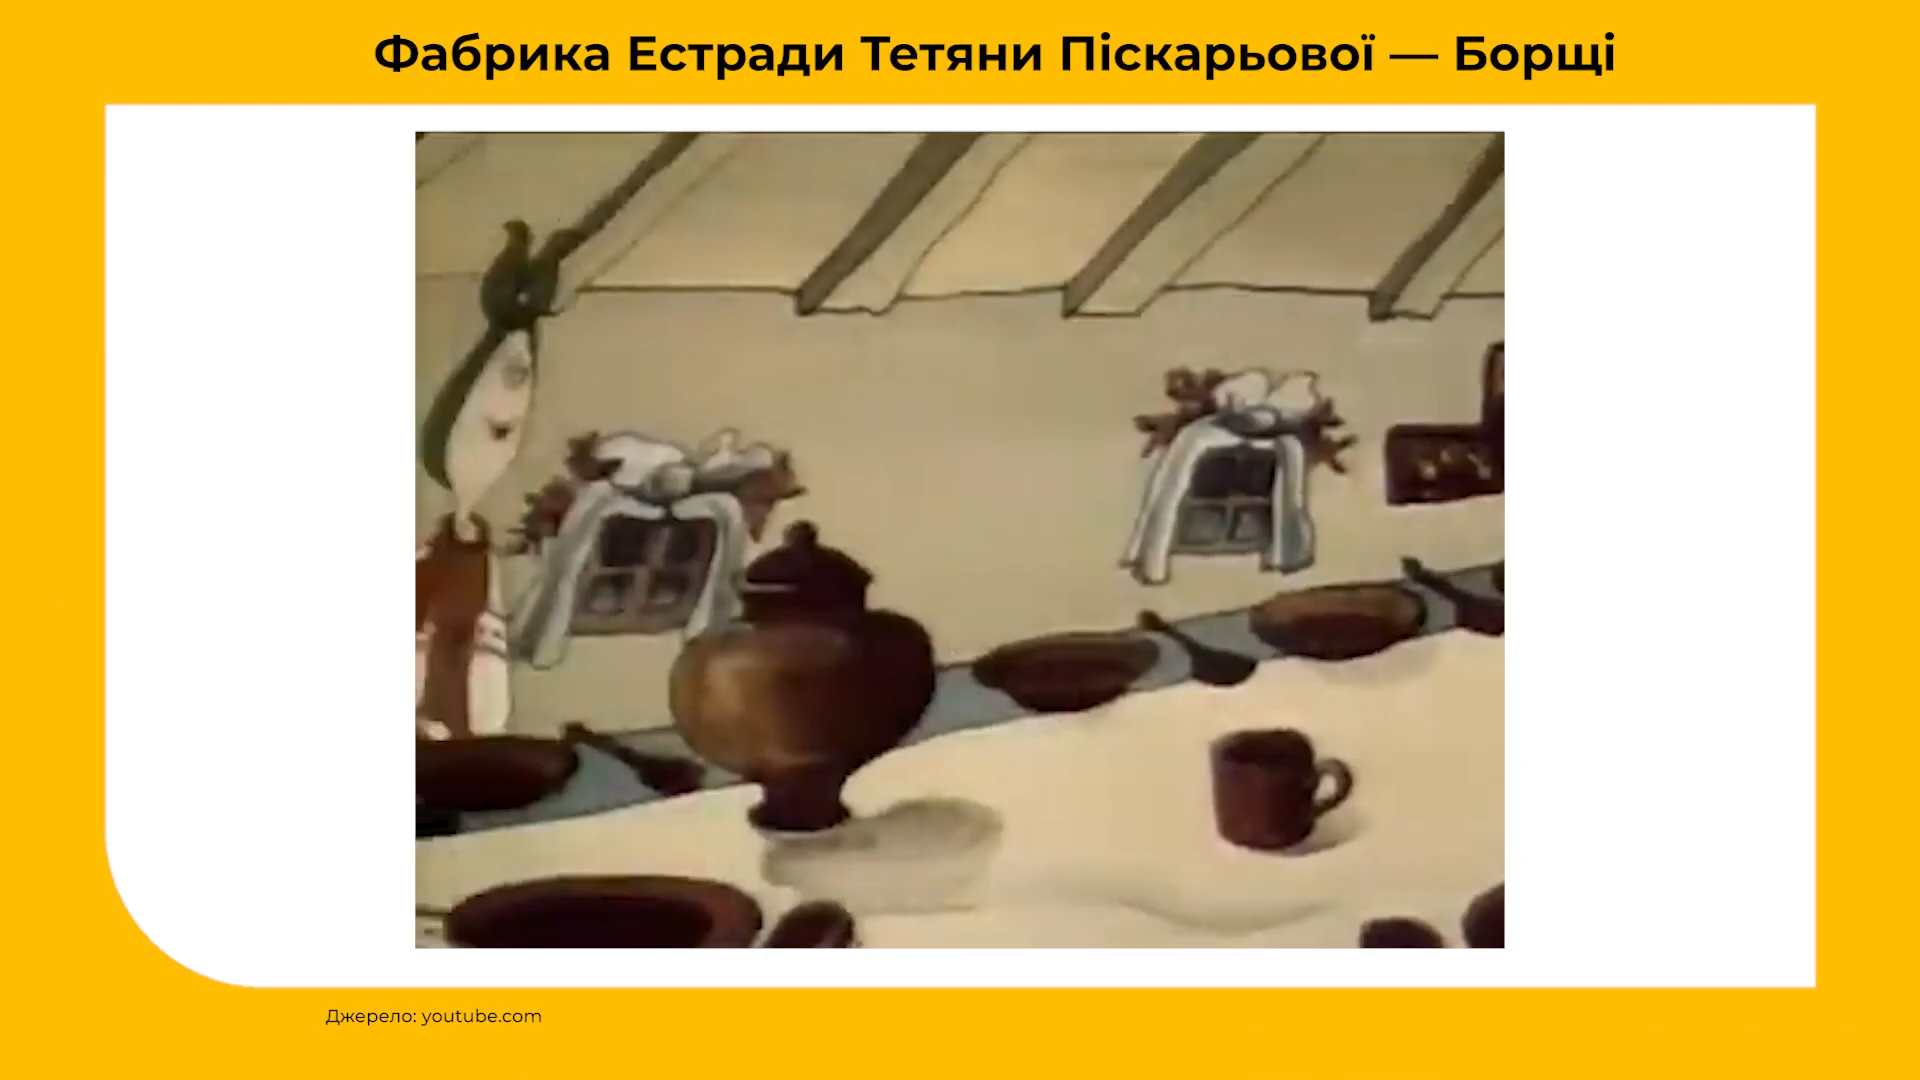 Фабрика Естради Тетяни Піскарьової — Борщі
Джерело: youtube.com